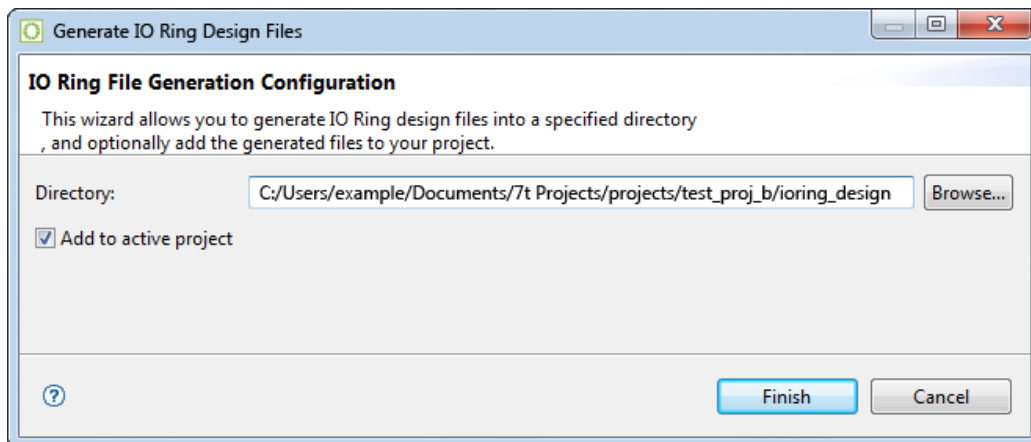 Generate IO Ring Design Files
IO Ring File Generation Configuration
This wizard allows you to generate IO Ring design files into a specified directory
, and optionally add the generated files to your project.
Directory: C:/Users/example/Documents/7t Projects/projects/test_proj_b/ioring_design Browse...
Add to active project
? Finish Cancel